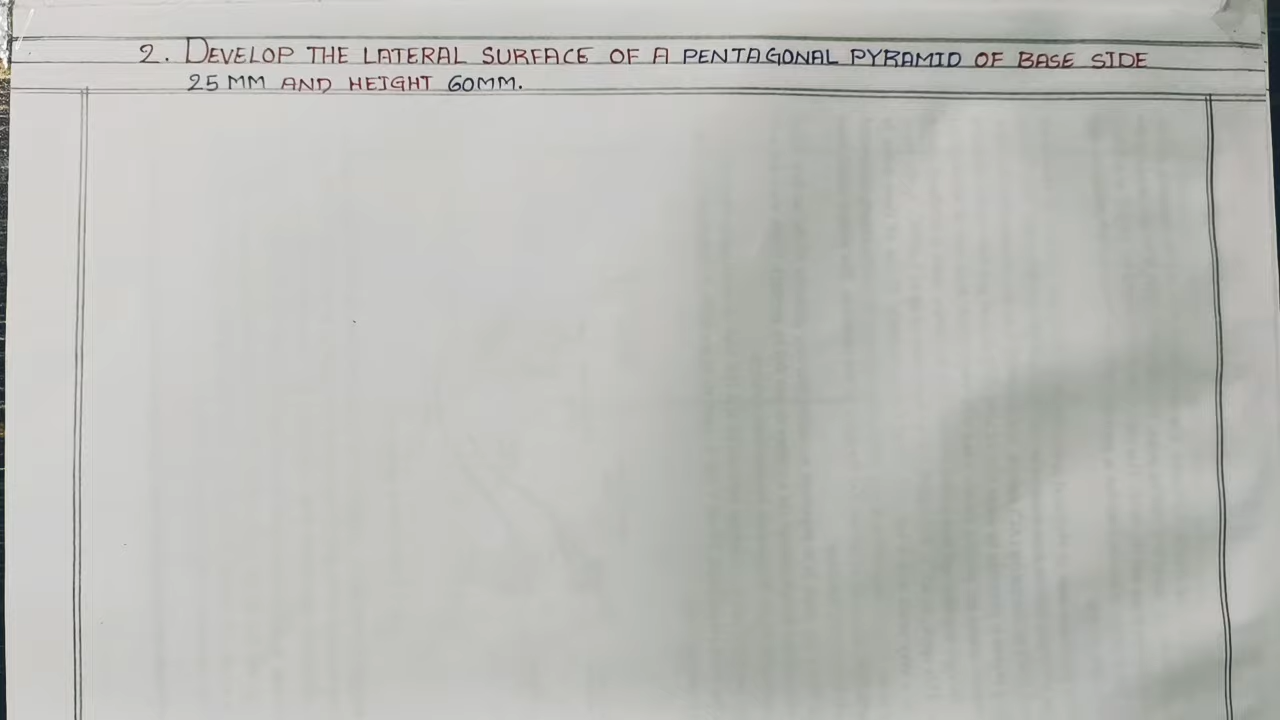 2. DEVELOP THE LATERAL SURFACE OF A PENTAGONAL PYRAMID OF BASE SIDE
25 MM AND HEIGHT 60MM.